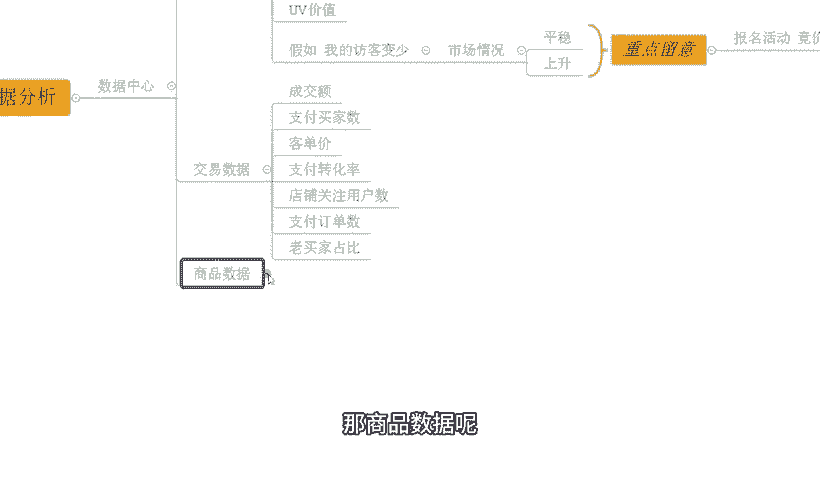 UV价值
假如 我的访客变少
市场情况
平稳
上升
重点留意
报名活动 竞价
据分析
数据中心
交易数据
成交额
支付买家数
客单价
支付转化率
店铺关注用户数
支付订单数
老买家占比
商品数据
那商品数据呢